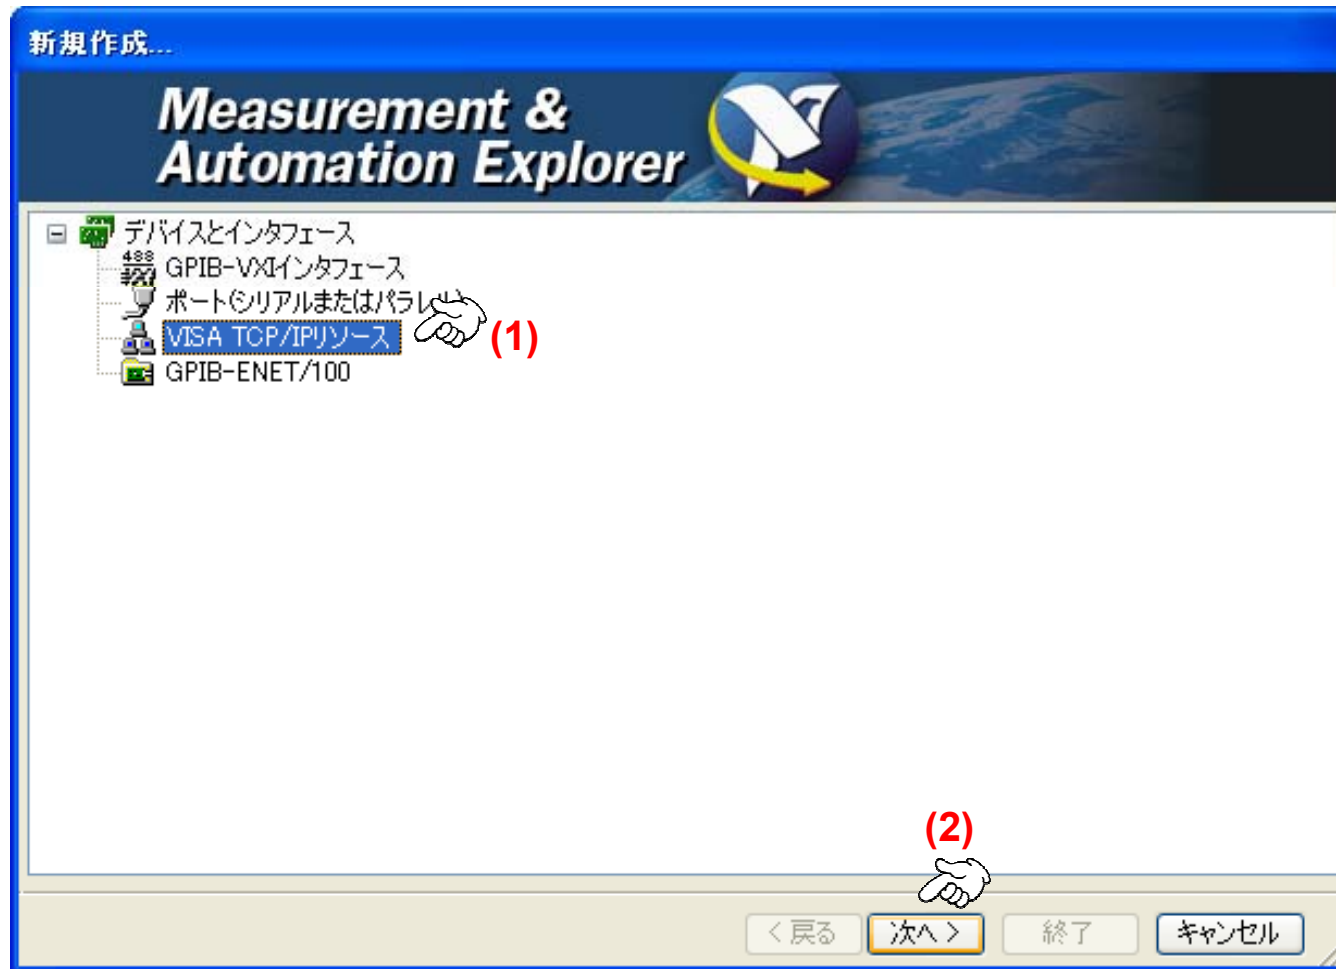 新規作成...
Measurement &
Automation Explorer
デバイスとインタフェース
488
GPIB-VXIインタフェース
ポート(シリアルまたはパラレル)
VISA TCP/IPリソース
(1)
GPIB-ENET/100
(2)
< 戻る 次へ > 終了 キャンセル